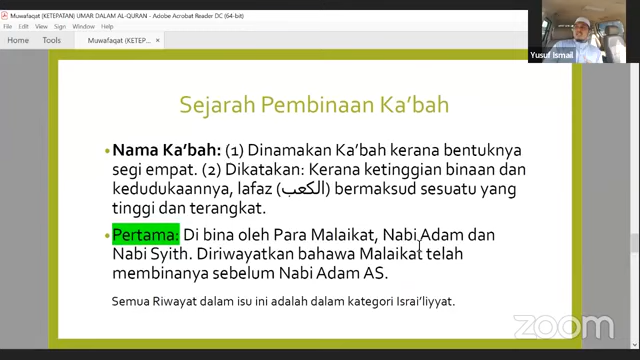 Muwafaqat (KETEPATAN) UMAR DALAM AL-QURAN - Adobe Acrobat Reader DC (64-bit)
File Edit View Sign Window Help
Home Tools Muwafaqat (KETEP... ×
Yusuf Ismail
Sejarah Pembinaan Ka’bah
• Nama Ka’bah: (1) Dinamakan Ka’bah kerana bentuknya
segi empat. (2) Dikatakan: Kerana ketinggian binaan dan
kedudukaannya, lafaz (الكعب) bermaksud sesuatu yang
tinggi dan terangkat.
• Pertama: Di bina oleh Para Malaikat, Nabi Adam dan
Nabi Syith. Diriwayatkan bahawa Malaikat telah
membinanya sebelum Nabi Adam AS.
Semua Riwayat dalam isu ini adalah dalam kategori Israi’liyyat.
zoom